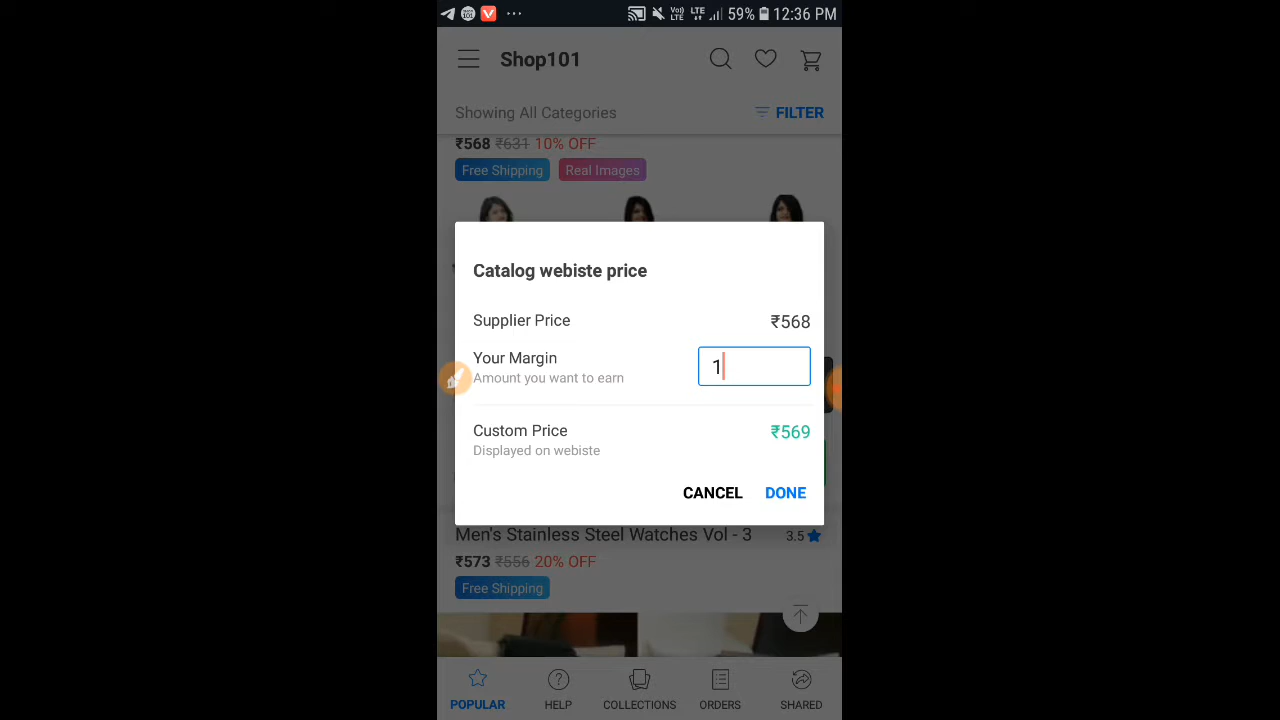 59% 12:36 PM
Shop101
Showing All Categories FILTER
₹568 ₹631 10% OFF
Free Shipping Real Images
Catalog webiste price
Supplier Price ₹568
Your Margin 1
Amount you want to earn
Custom Price ₹569
Displayed on webiste
CANCEL DONE
Men's Stainless Steel Watches Vol - 3 3.5
₹573 ₹556 20% OFF
Free Shipping
POPULAR HELP COLLECTIONS ORDERS SHARED